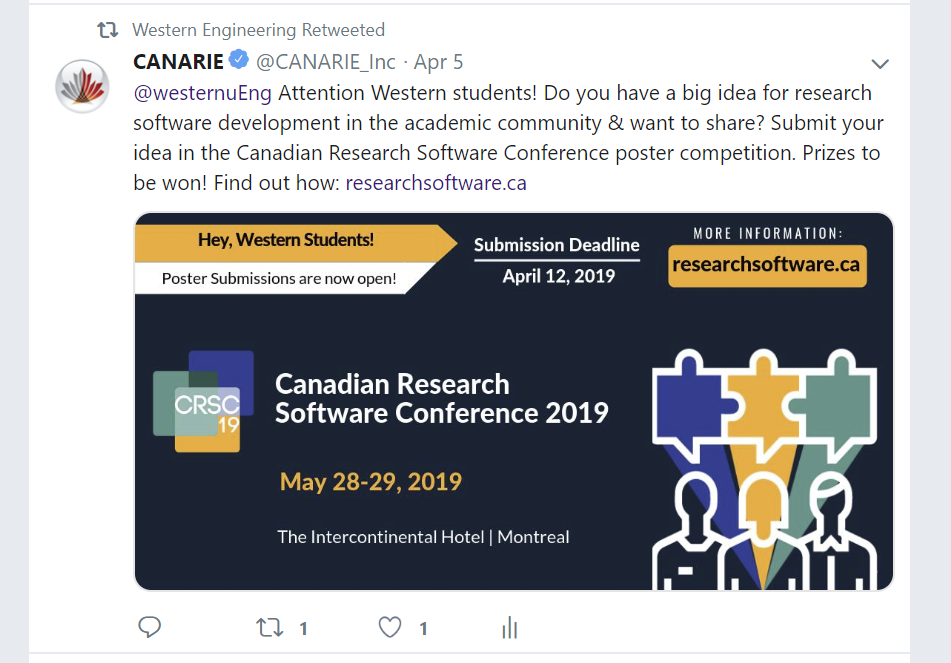 Western Engineering Retweeted
CANARIE @CANARIE_Inc · Apr 5
@westernuEng Attention Western students! Do you have a big idea for research
software development in the academic community & want to share? Submit your
idea in the Canadian Research Software Conference poster competition. Prizes to
be won! Find out how: researchsoftware.ca
Hey, Western Students!
Poster Submissions are now open!
Submission Deadline
April 12, 2019
MORE INFORMATION:
researchsoftware.ca
CRSC
19
Canadian Research
Software Conference 2019
May 28-29, 2019
The Intercontinental Hotel | Montreal
1
1